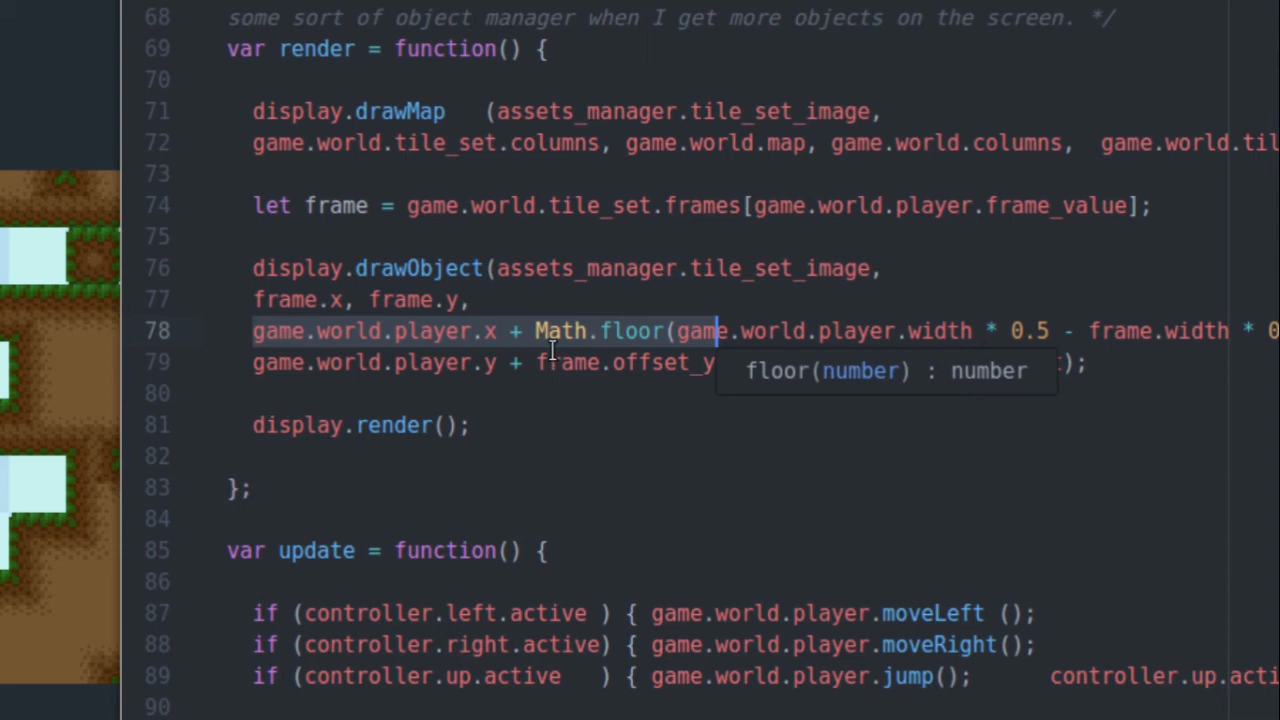 68 some sort of object manager when I get more objects on the screen. */
69 var render = function() {
70
71 display.drawMap   (assets_manager.tile_set_image,
72 game.world.tile_set.columns, game.world.map, game.world.columns,  game.world.til
73
74 let frame = game.world.tile_set.frames[game.world.player.frame_value];
75
76 display.drawObject(assets_manager.tile_set_image,
77 frame.x, frame.y,
78 game.world.player.x + Math.floor(game.world.player.width * 0.5 - frame.width * 0
79 game.world.player.y + frame.offset_y );
floor(number) : number
80
81 display.render();
82
83 };
84
85 var update = function() {
86
87 if (controller.left.active ) { game.world.player.moveLeft ();
88 if (controller.right.active) { game.world.player.moveRight();
89 if (controller.up.active   ) { game.world.player.jump();      controller.up.acti
90